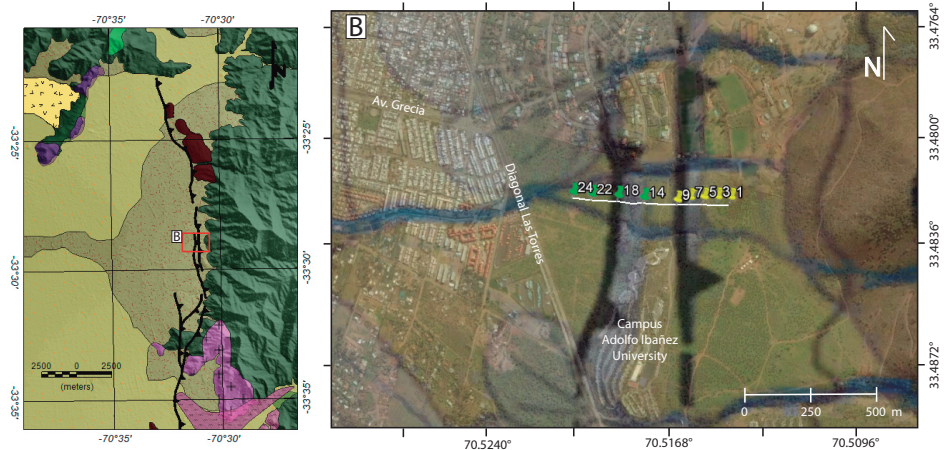 -70°35'
-70°30'
-33°25'
-33°25'
B
-33°30'
-33°30'
2500
0
2500
(meters)
-33°35'
-33°35'
-70°35'
-70°30'
B
N
Av. Grecia
Diagonal Las Torres
24 22 18 14 9 7 5 3 1
Campus
Adolfo Ibañez
University
0 250 500 m
33.4764°
33.4800°
33.4836°
33.4872°
70.5240°
70.5168°
70.5096°